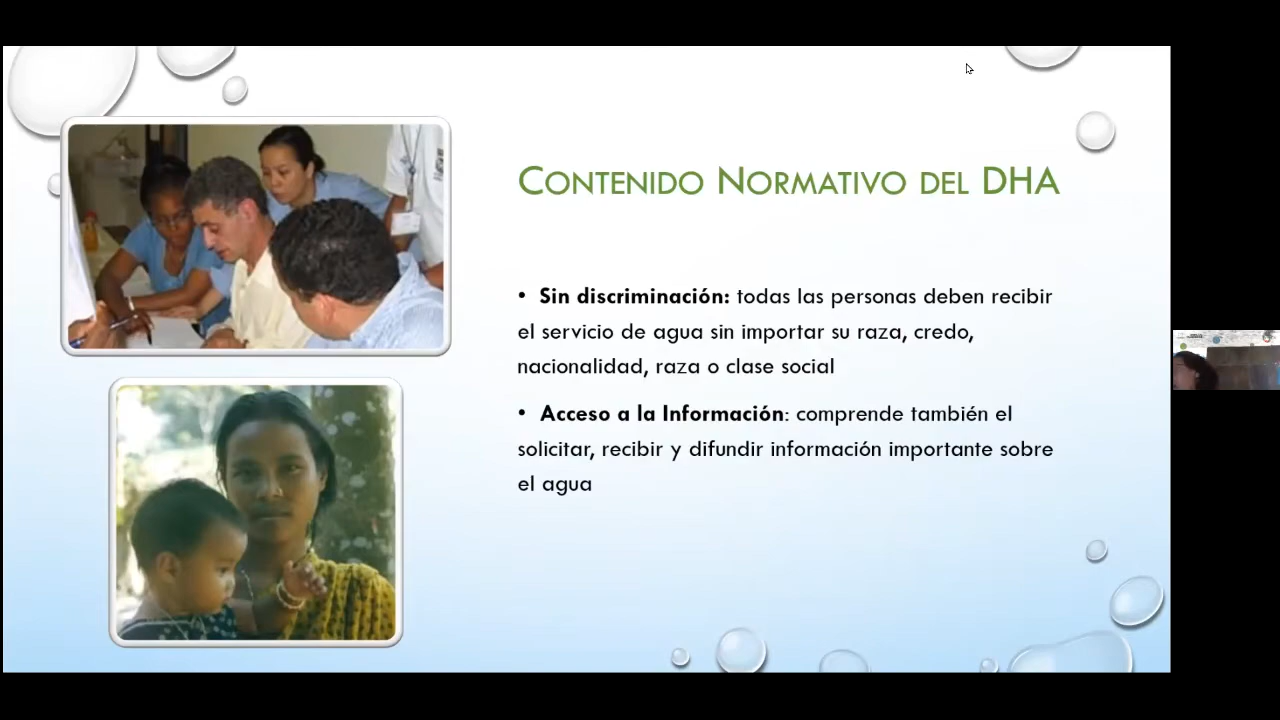 CONTENIDO NORMATIVO DEL DHA
• Sin discriminación: todas las personas deben recibir
el servicio de agua sin importar su raza, credo,
nacionalidad, raza o clase social
• Acceso a la Información: comprende también el
solicitar, recibir y difundir información importante sobre
el agua